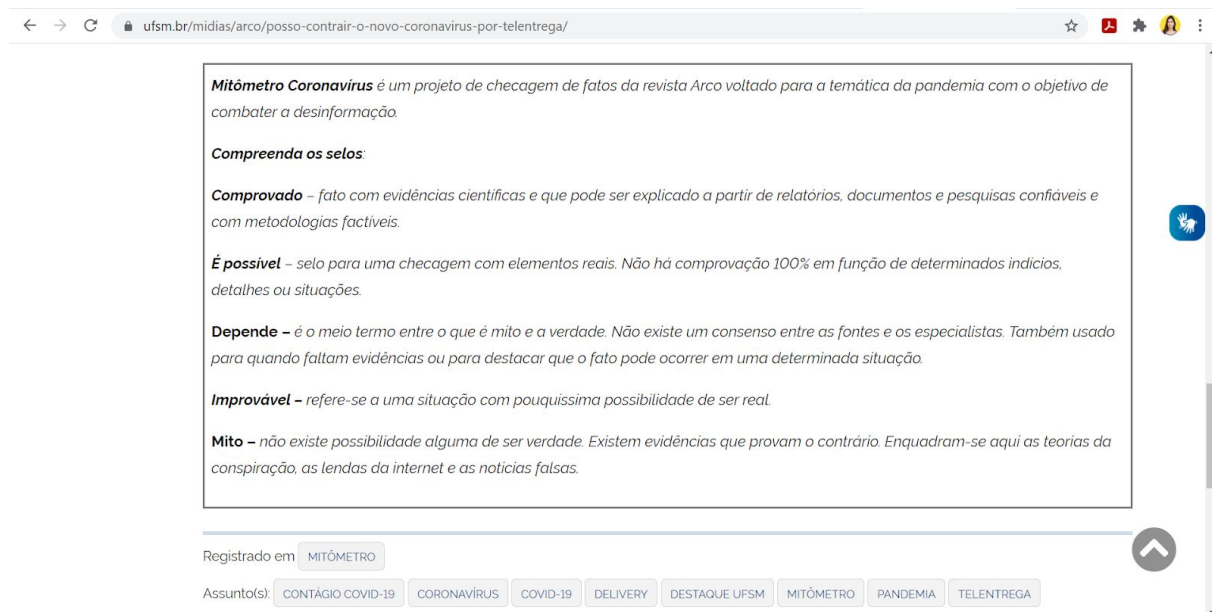 ufsm.br/midias/arco/posso-contrair-o-novo-coronavirus-por-telentrega/
Mitômetro Coronavírus é um projeto de checagem de fatos da revista Arco voltado para a temática da pandemia com o objetivo de
combater a desinformação.
Compreenda os selos:
Comprovado – fato com evidências científicas e que pode ser explicado a partir de relatórios, documentos e pesquisas confiáveis e
com metodologias factíveis.
É possível – selo para uma checagem com elementos reais. Não há comprovação 100% em função de determinados indícios,
detalhes ou situações.
Depende – é o meio termo entre o que é mito e a verdade. Não existe um consenso entre as fontes e os especialistas. Também usado
para quando faltam evidências ou para destacar que o fato pode ocorrer em uma determinada situação.
Improvável – refere-se a uma situação com pouquíssima possibilidade de ser real.
Mito – não existe possibilidade alguma de ser verdade. Existem evidências que provam o contrário. Enquadram-se aqui as teorias da
conspiração, as lendas da internet e as notícias falsas.
Registrado em MITÔMETRO
Assunto(s): CONTÁGIO COVID-19 CORONAVÍRUS COVID-19 DELIVERY DESTAQUE UFSM MITÔMETRO PANDEMIA TELENTREGA